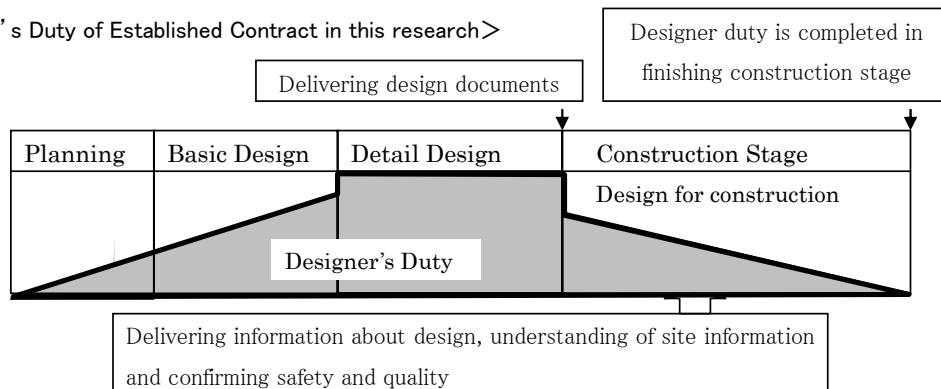 ’s Duty of Established Contract in this research＞
Designer duty is completed in
finishing construction stage
Delivering design documents
Planning
Basic Design
Detail Design
Construction Stage
Design for construction
Designer’s Duty
Delivering information about design, understanding of site information
and confirming safety and quality